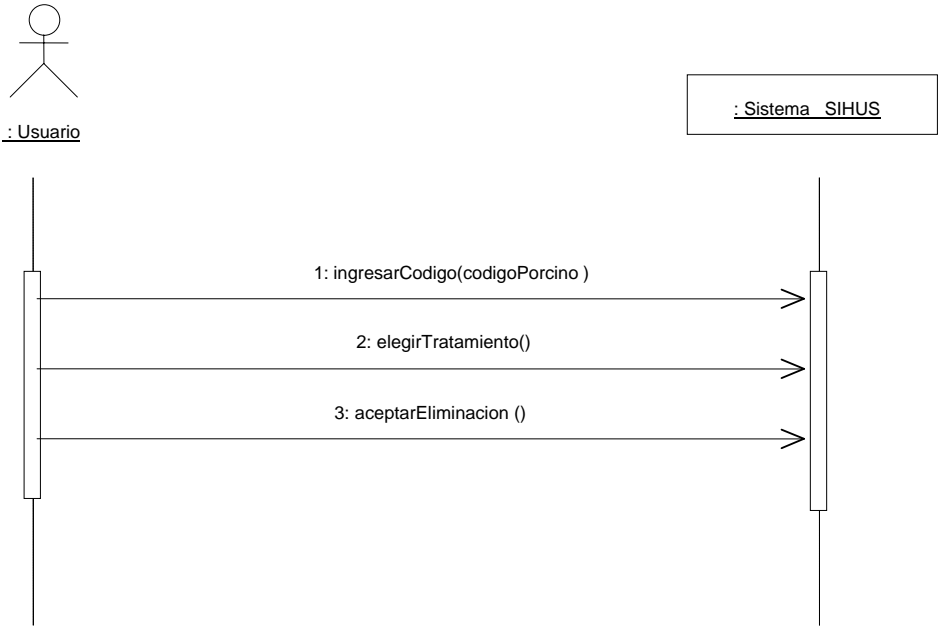 : Usuario
: Sistema SIHUS
1: ingresarCodigo(codigoPorcino )
2: elegirTratamiento()
3: aceptarEliminacion ()